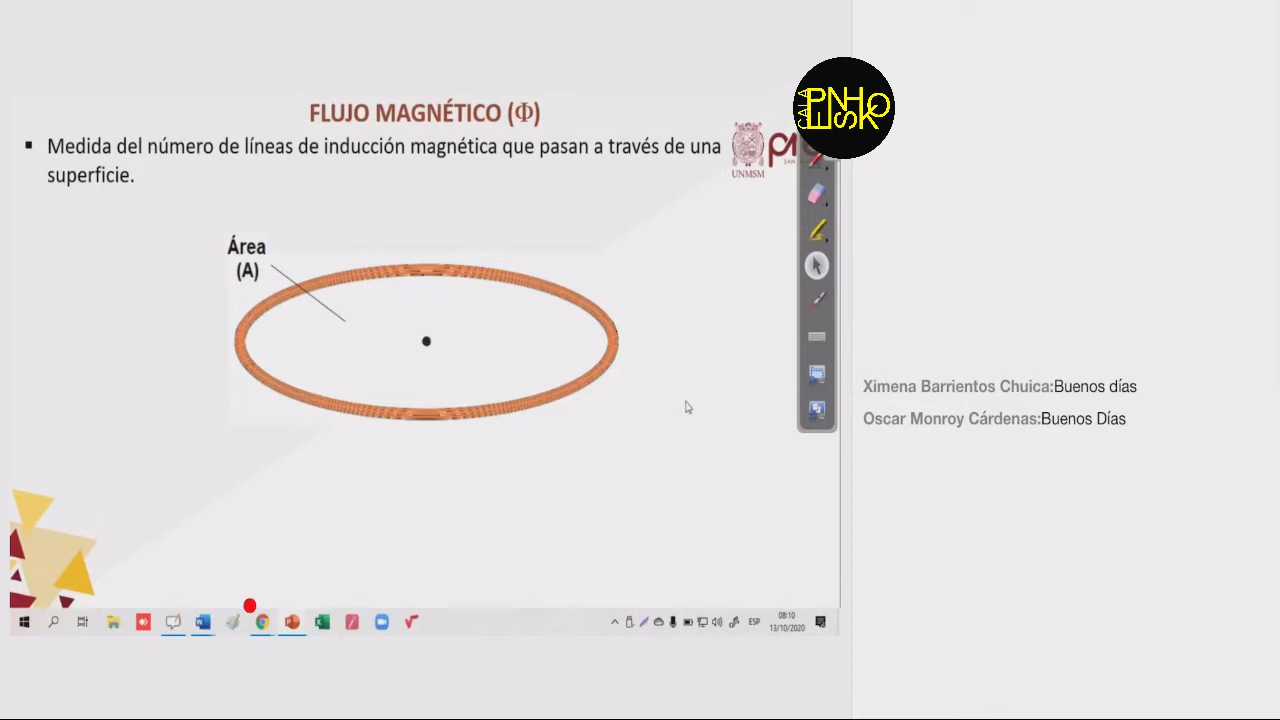 FLUJO MAGNÉTICO (Φ)
▪ Medida del número de líneas de inducción magnética que pasan a través de una
superficie.
UNMSM
SAN
Área
(A)
Ximena Barrientos Chuica:Buenos días
Oscar Monroy Cárdenas:Buenos Días
ESP
08:10
13/10/2020